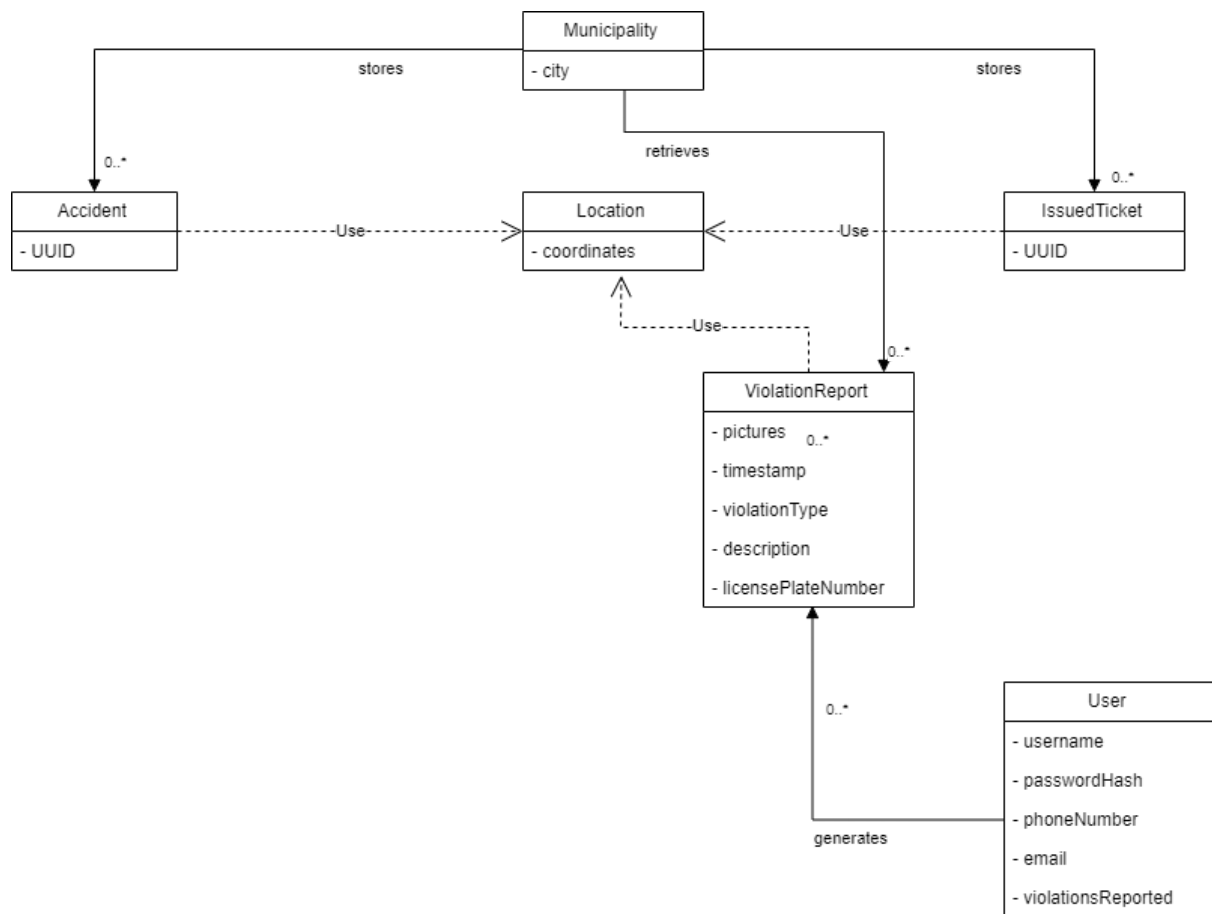 Municipality
- city
stores
stores
retrieves
0..*
0..*
Accident
- UUID
Use
Location
- coordinates
Use
IssuedTicket
- UUID
Use
0..*
ViolationReport
- pictures
0..*
- timestamp
- violationType
- description
- licensePlateNumber
0..*
generates
User
- username
- passwordHash
- phoneNumber
- email
- violationsReported